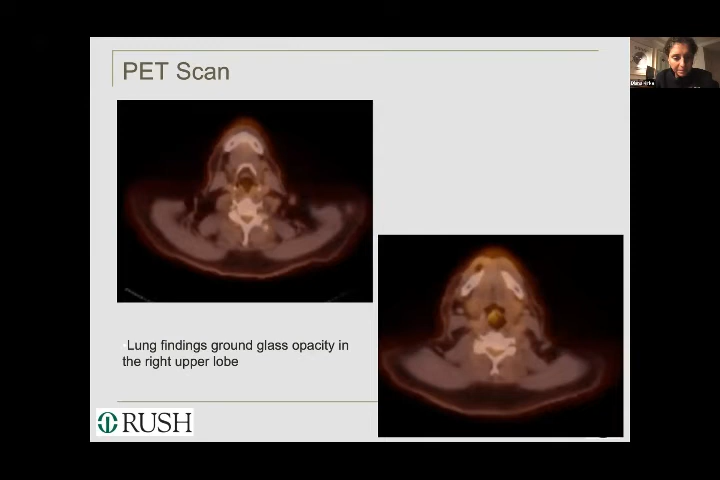 PET Scan
Lung findings ground glass opacity in
the right upper lobe
RUSH